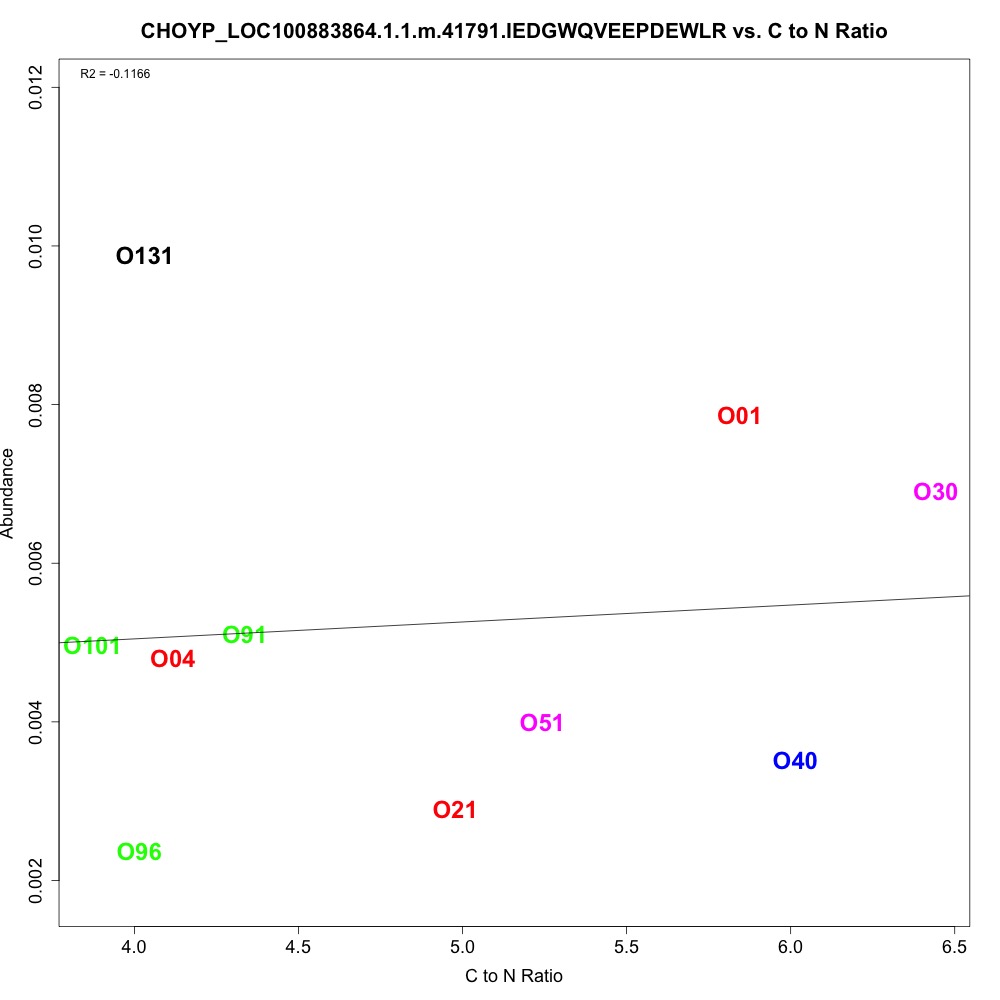 CHOYP_LOC100883864.1.1.m.41791.IEDGWQVEEPDEWLR vs. C to N Ratio
R2 = -0.1166
0.012
0.010
0.008
0.006
0.004
0.002
Abundance
O131
O01
O30
O91
O101
O04
O51
O40
O21
O96
4.0 4.5 5.0 5.5 6.0 6.5
C to N Ratio